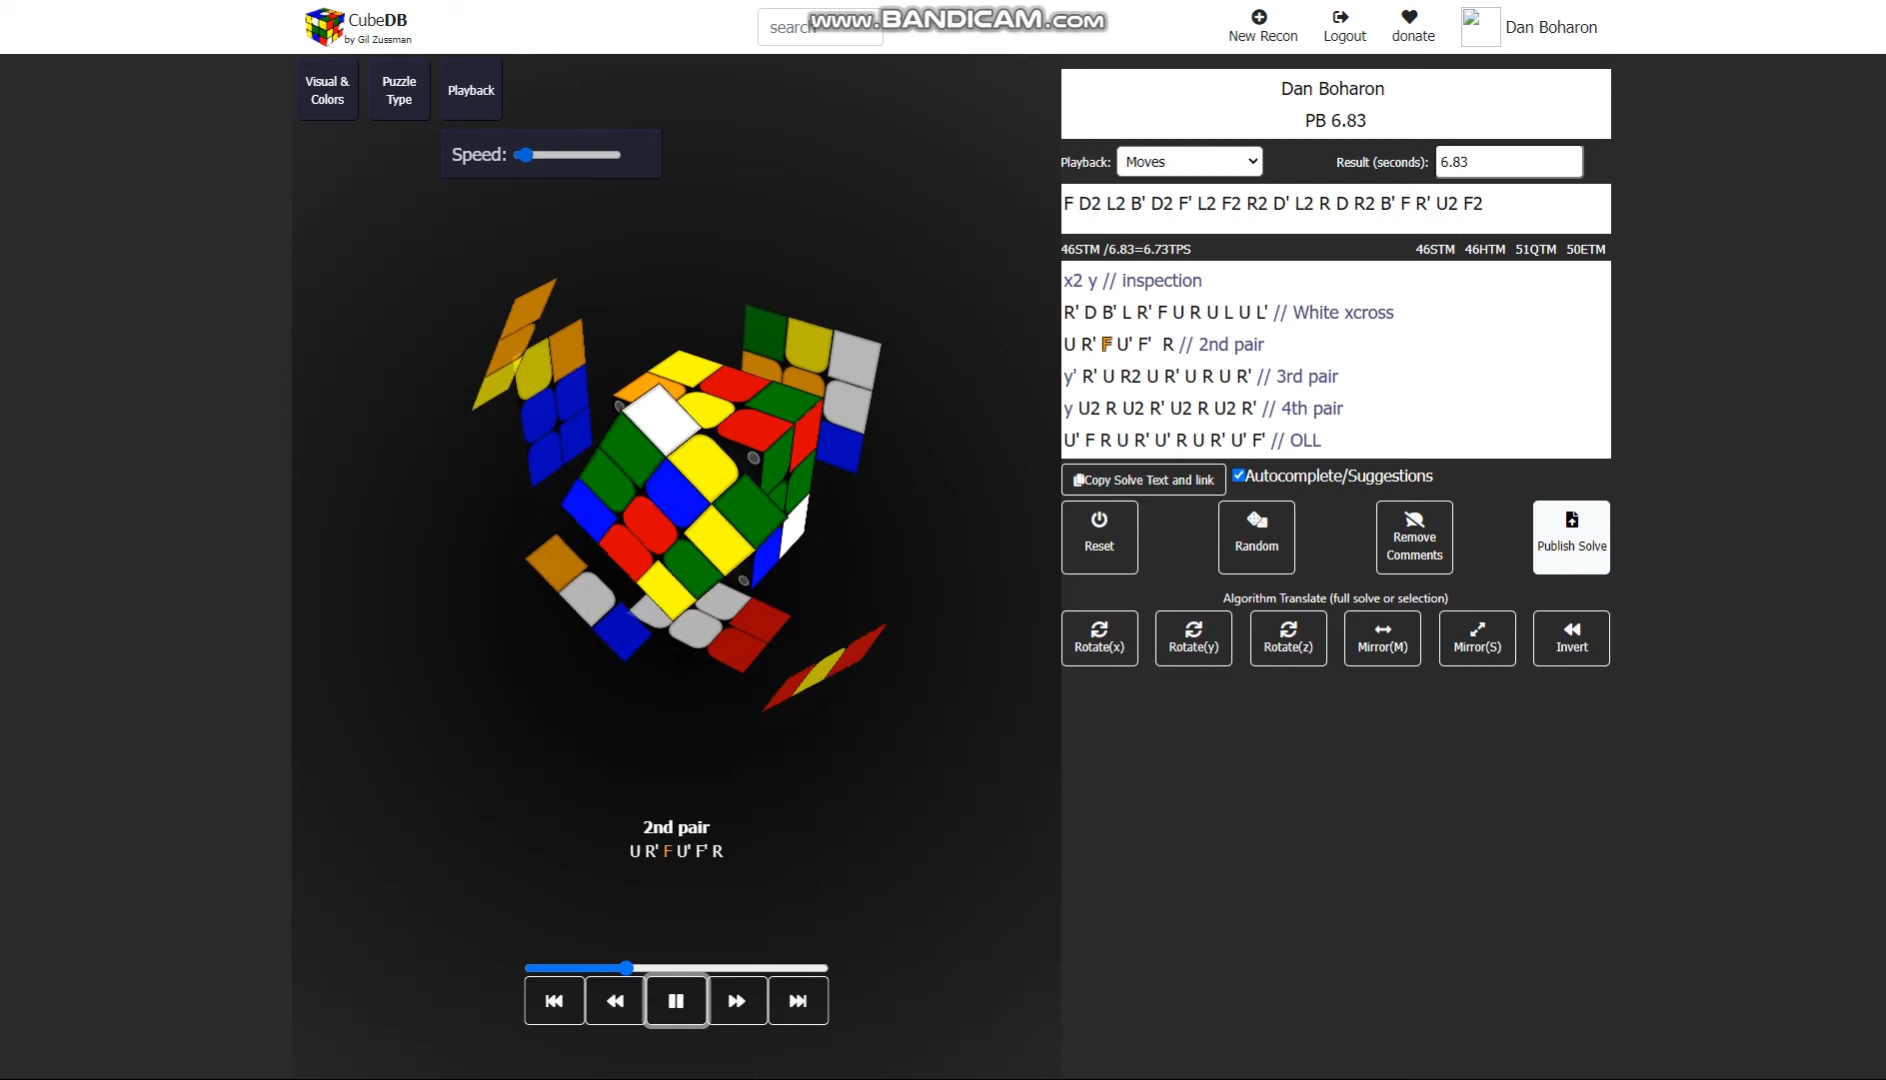 CubeDB
by Gil Zussman
search
www.BANDICAM.com
New Recon
Logout
donate
Dan Boharon
Visual & Colors
Puzzle Type
Playback
Speed:
Dan Boharon
PB 6.83
Playback: Moves
Result (seconds): 6.83
F D2 L2 B' D2 F' L2 F2 R2 D' L2 R D R2 B' F R' U2 F2
46STM /6.83=6.73TPS
46STM 46HTM 51QTM 50ETM
x2 y // inspection
R' D B' L R' F U R U L U L' // White xcross
U R' F U' F' R // 2nd pair
y' R' U R2 U R' U R U R' // 3rd pair
y U2 R U2 R' U2 R U2 R' // 4th pair
U' F R U R' U' R U R' U' F' // OLL
Copy Solve Text and link
Autocomplete/Suggestions
Reset
Random
Remove Comments
Publish Solve
Algorithm Translate (full solve or selection)
Rotate(x)
Rotate(y)
Rotate(z)
Mirror(M)
Mirror(S)
Invert
2nd pair
U R' F U' F' R